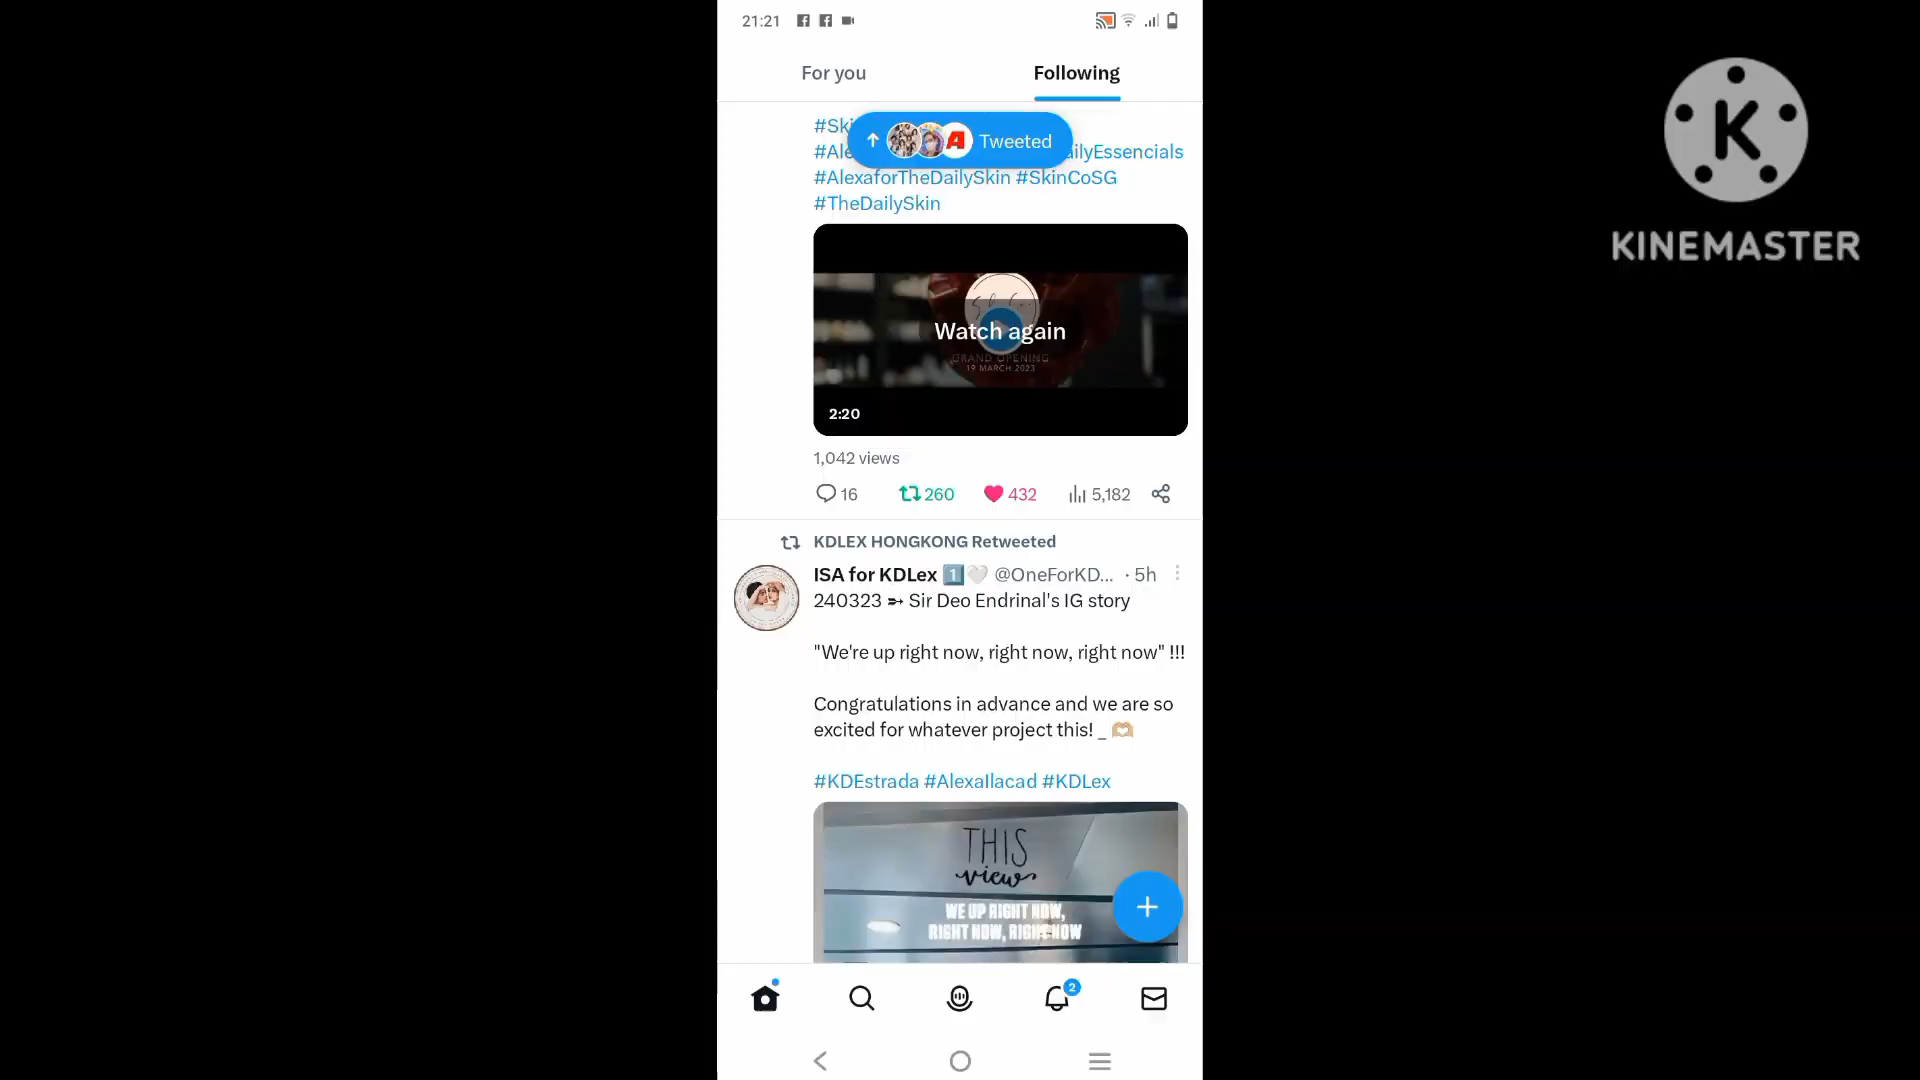 21:21
For you Following
Tweeted
#AlexaforTheDailySkin #SkinCoSG
#TheDailySkin
Watch again
GRAND OPENING
19 MARCH 2023
2:20
1,042 views
16 260 432 5,182
KDLEX HONGKONG Retweeted
ISA for KDLex 1️⃣🤍 @OneForKD... · 5h
240323 ➵ Sir Deo Endrinal's IG story
"We're up right now, right now, right now" !!!
Congratulations in advance and we are so
excited for whatever project this! _ 🫶🏼
#KDEstrada #AlexaIlacad #KDLex
THIS
view
WE UP RIGHT NOW,
RIGHT NOW, RIGHT NOW
2
K
KINEMASTER